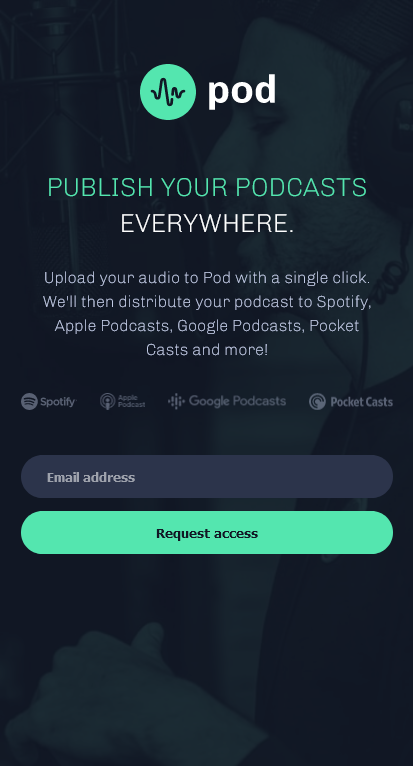 pod
PUBLISH YOUR PODCASTS
EVERYWHERE.
Upload your audio to Pod with a single click.
We'll then distribute your podcast to Spotify,
Apple Podcasts, Google Podcasts, Pocket
Casts and more!
Spotify Apple Podcast Google Podcasts Pocket Casts
Email address
Request access